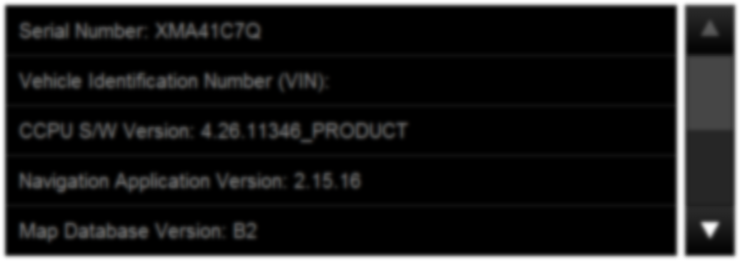 Serial Number: XMA41C7Q
Vehicle Identification Number (VIN):
CCPU S/W Version: 4.26.11346_PRODUCT
Navigation Application Version: 2.15.16
Map Database Version: B2